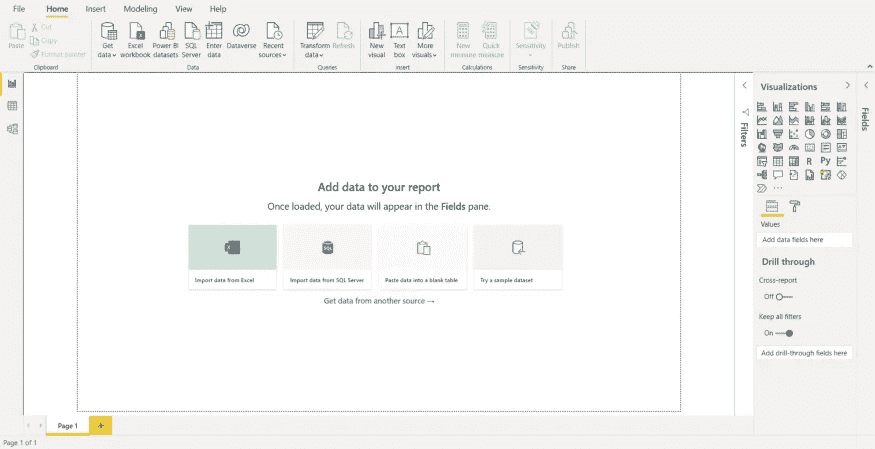 File Home Insert Modeling View Help
Paste
Cut
Copy
Format painter
Get data
Excel workbook
Power BI datasets
SQL Server
Enter data
Dataverse
Recent sources
Transform data
Refresh
New visual
Text box
More visuals
New measure
Quick measure
Sensitivity
Publish
Clipboard Data Queries Insert Calculations Sensitivity Share
Add data to your report
Once loaded, your data will appear in the Fields pane.
Import data from Excel
Import data from SQL Server
Paste data into a blank table
Try a sample dataset
Get data from another source →
Filters
Visualizations
R Py
Values
Add data fields here
Drill through
Cross-report
Off
Keep all filters
On
Add drill-through fields here
Fields
Page 1
Page 1 of 1